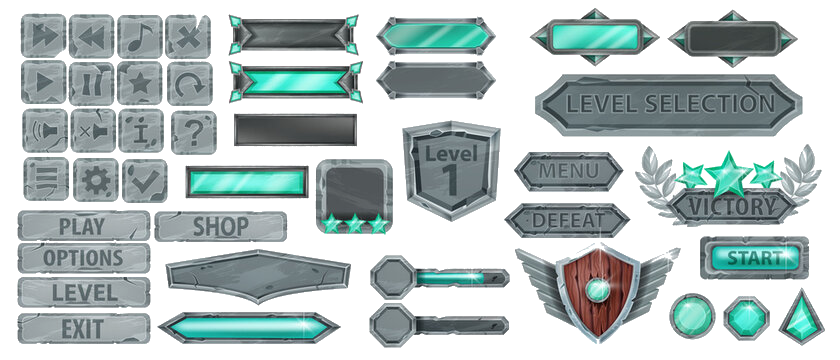 LEVEL SELECTION
Level
1
MENU
VICTORY
PLAY
SHOP
DEFEAT
OPTIONS
START
LEVEL
EXIT
I
?